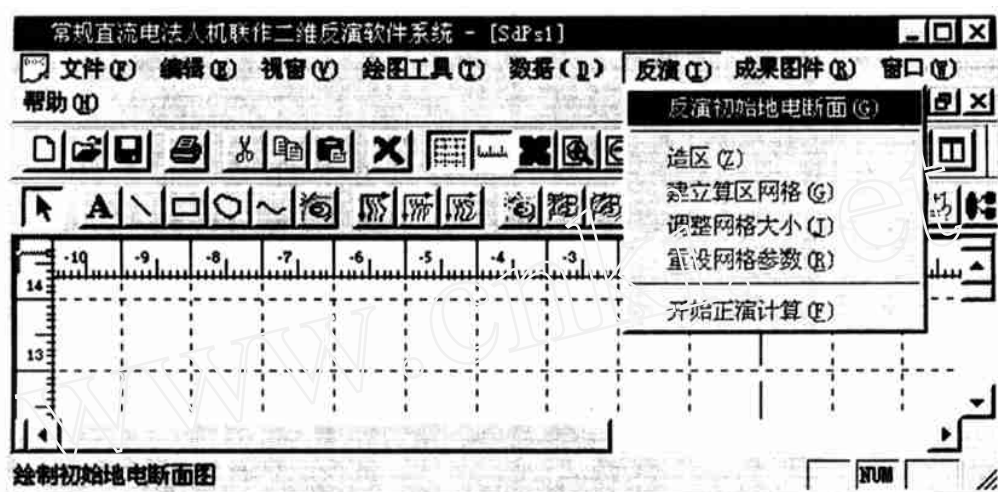 常规直流电法人机联作二维反演软件系统 - [SdPs1]
文件(F) 编辑(E) 视窗(V) 绘图工具(T) 数据(D) 反演(I) 成果图件(R) 窗口(W)
帮助(H)
反演初始地电断面(G)
造区(Z)
建立算区网格(G)
调整网格大小(J)
重设网格参数(R)
开始正演计算(F)
A
-10 -9 -8 -7 -6 -5 -4 -3
14
13
绘制初始地电断面图
NUM
www.cnki.net